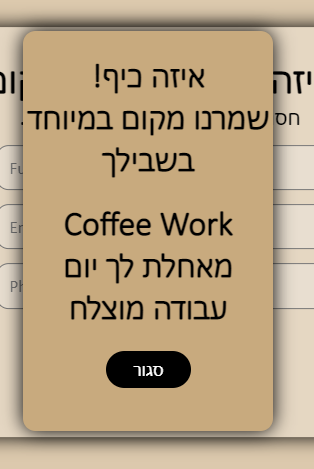 איזה כיף!
שמרנו מקום במיוחד
בשבילך
Coffee Work
מאחלת לך יום
עבודה מוצלח
סגור